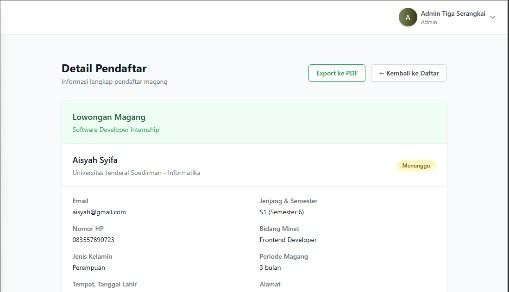 A
Admin Tiga Serangkai
Admin
Detail Pendaftar
Informasi lengkap pendaftar magang
Export ke PDF
← Kembali ke Daftar
Lowongan Magang
Software Developer Internship
Aisyah Syifa
Universitas Jenderal Soedirman - Informatika
Menunggu
Email
Jenjang & Semester
aisyah@gmail.com
S1 (Semester 6)
Nomor HP
Bidang Minat
083557890723
Frontend Developer
Jenis Kelamin
Periode Magang
Perempuan
3 bulan
Tempat, Tanggal Lahir
Alamat